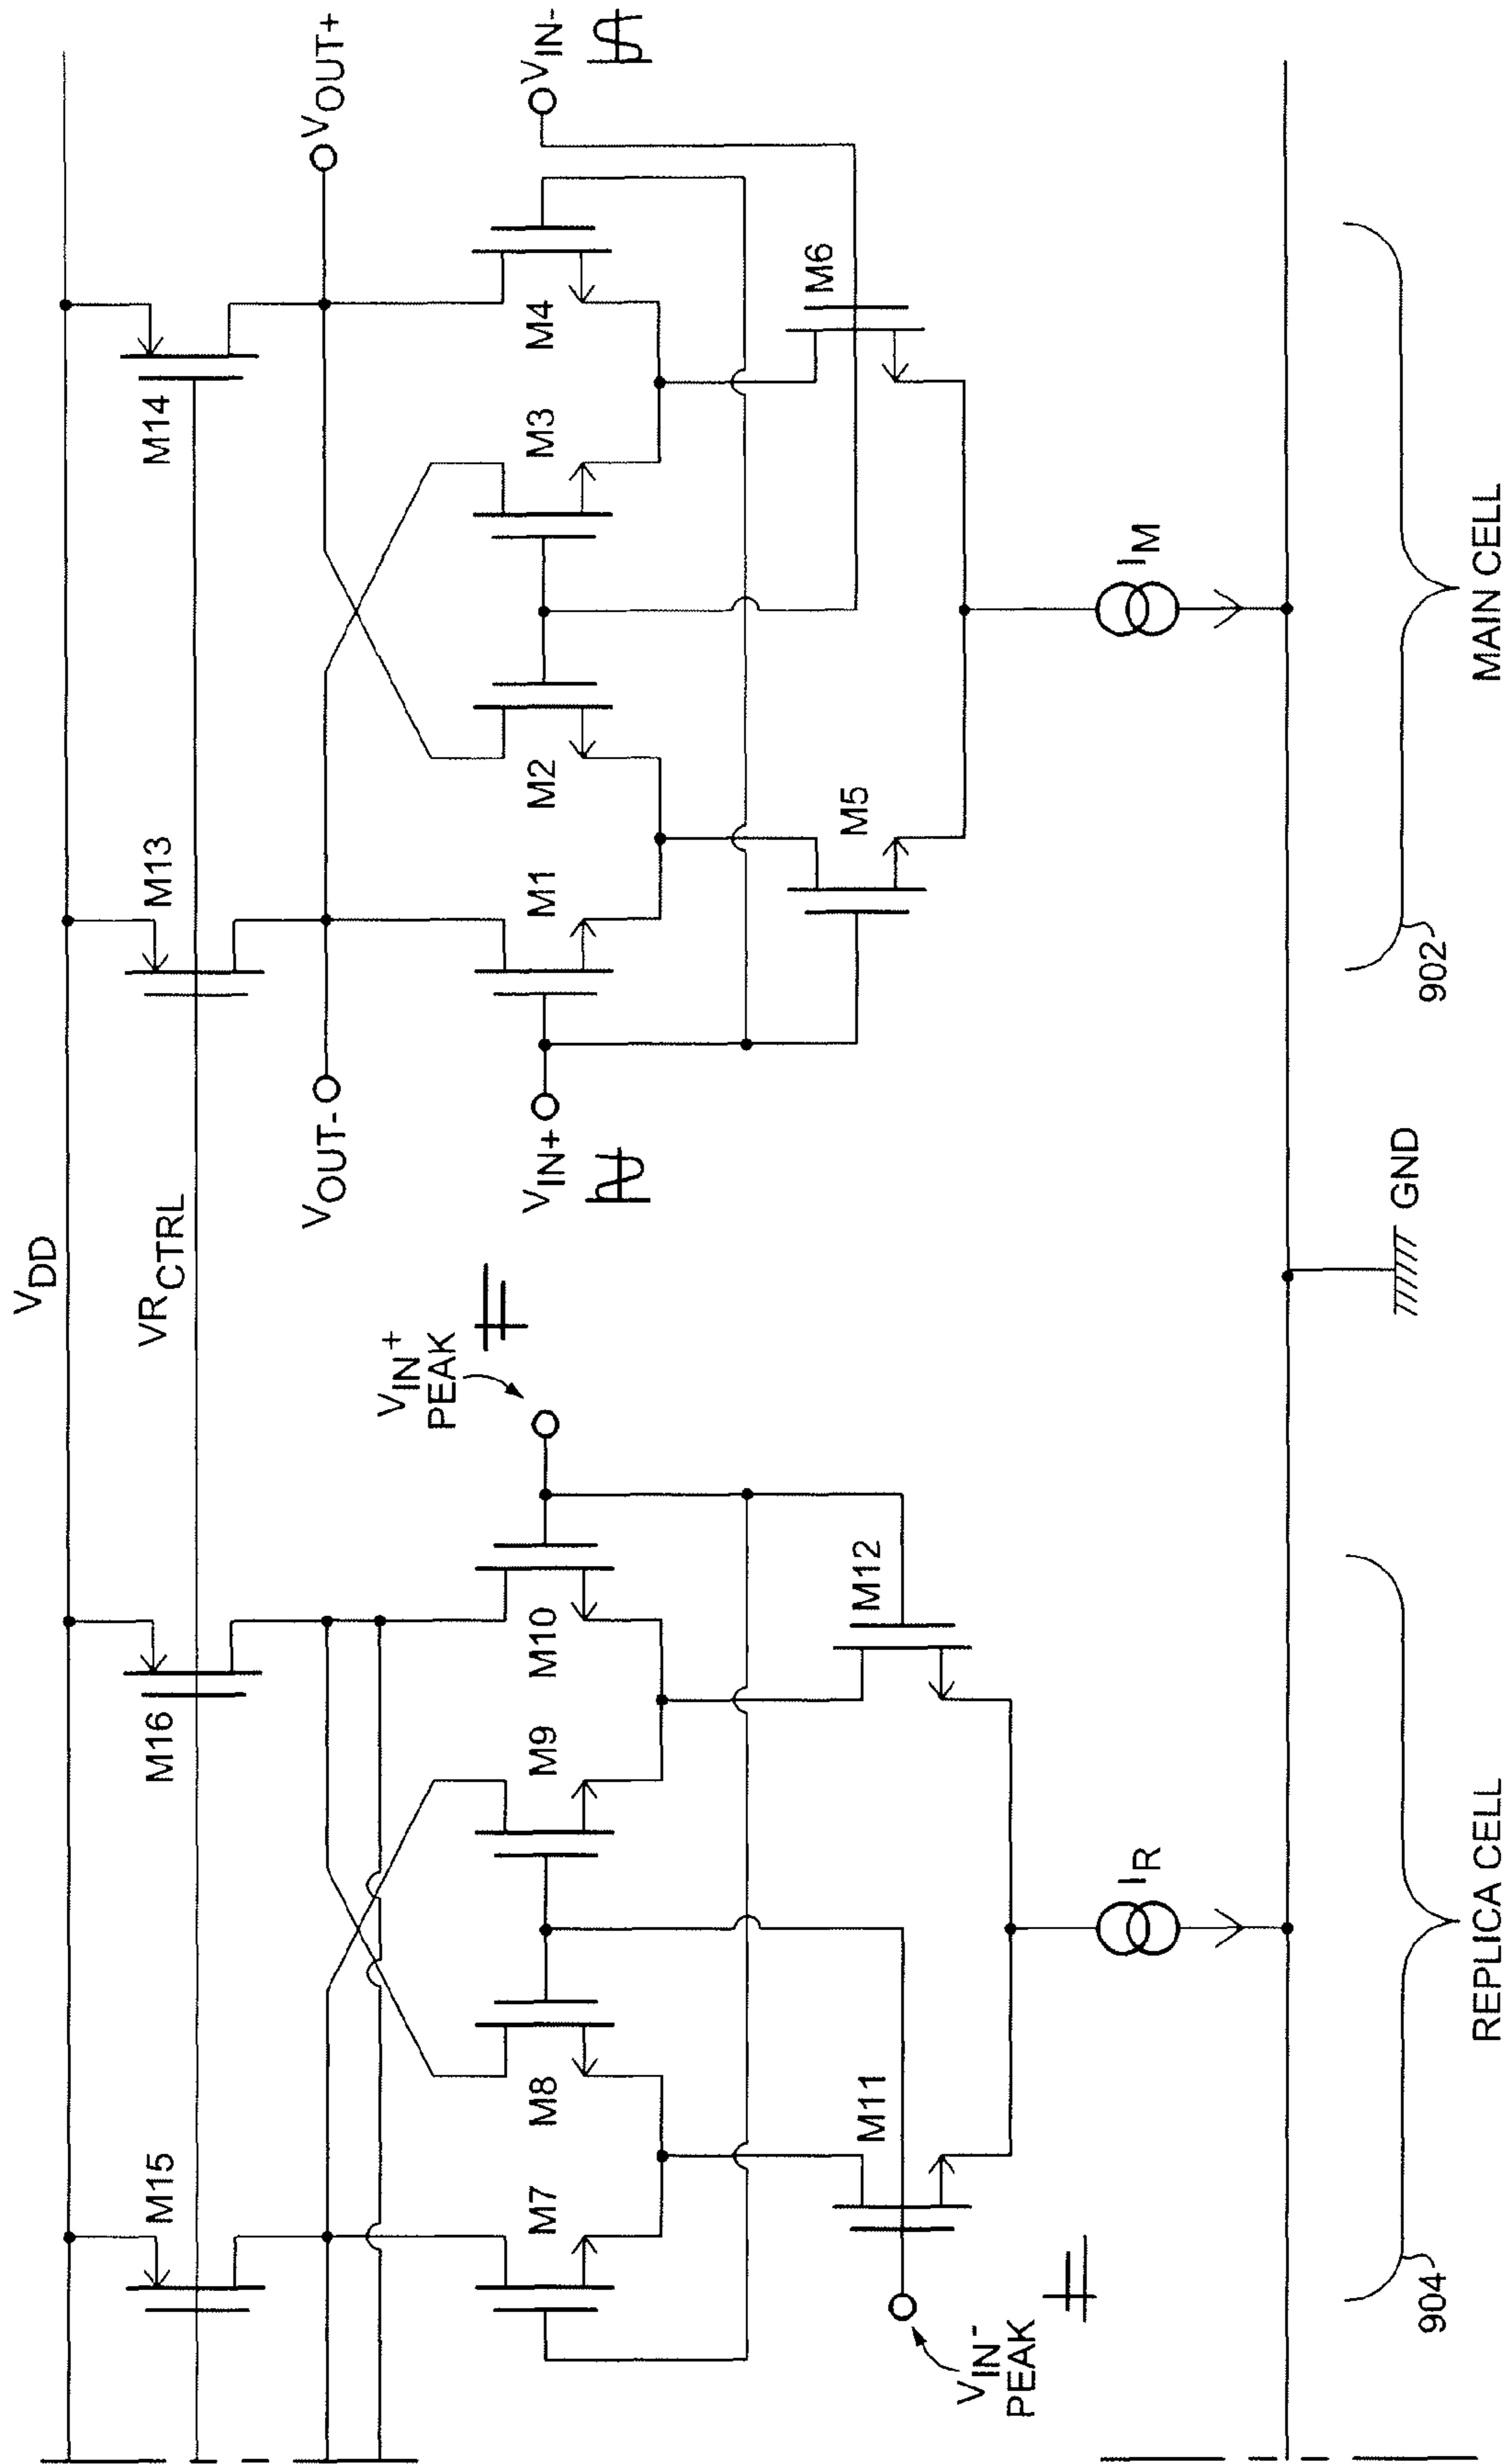 VDD
VRCTRL
M15
M16
M13
M14
VOUT-
VOUT+
VIN+
PEAK
VIN+
VIN-
M7
M8
M9
M10
M1
M2
M3
M4
M11
M12
M5
M6
VIN-
PEAK
IR
IM
GND
904
REPLICA CELL
902
MAIN CELL